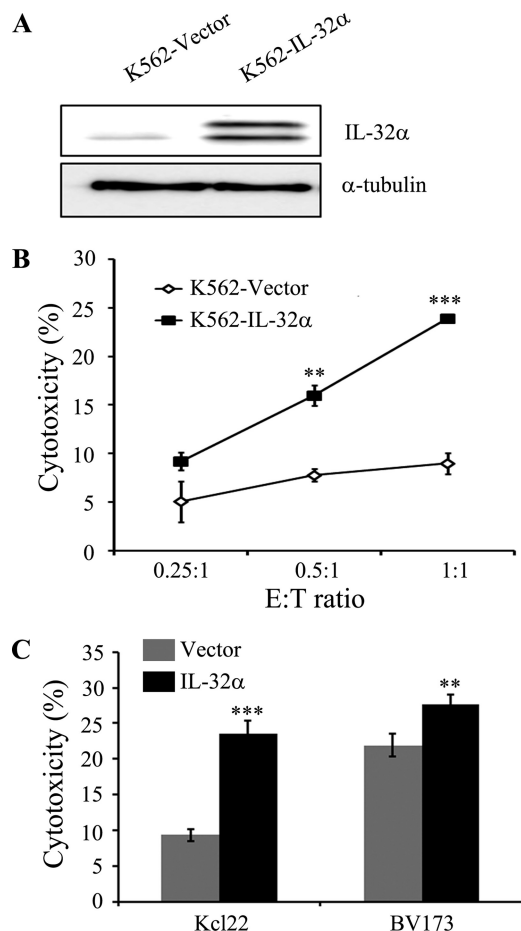 A
K562-Vector
K562-IL-32α
IL-32α
α-tubulin
B
30
25
20
15
10
5
0
Cytotoxicity (%)
K562-Vector
K562-IL-32α
**
***
0.25:1
0.5:1
1:1
E:T ratio
C
35
30
25
20
15
10
5
0
Cytotoxicity (%)
Vector
IL-32α
***
**
Kcl22
BV173